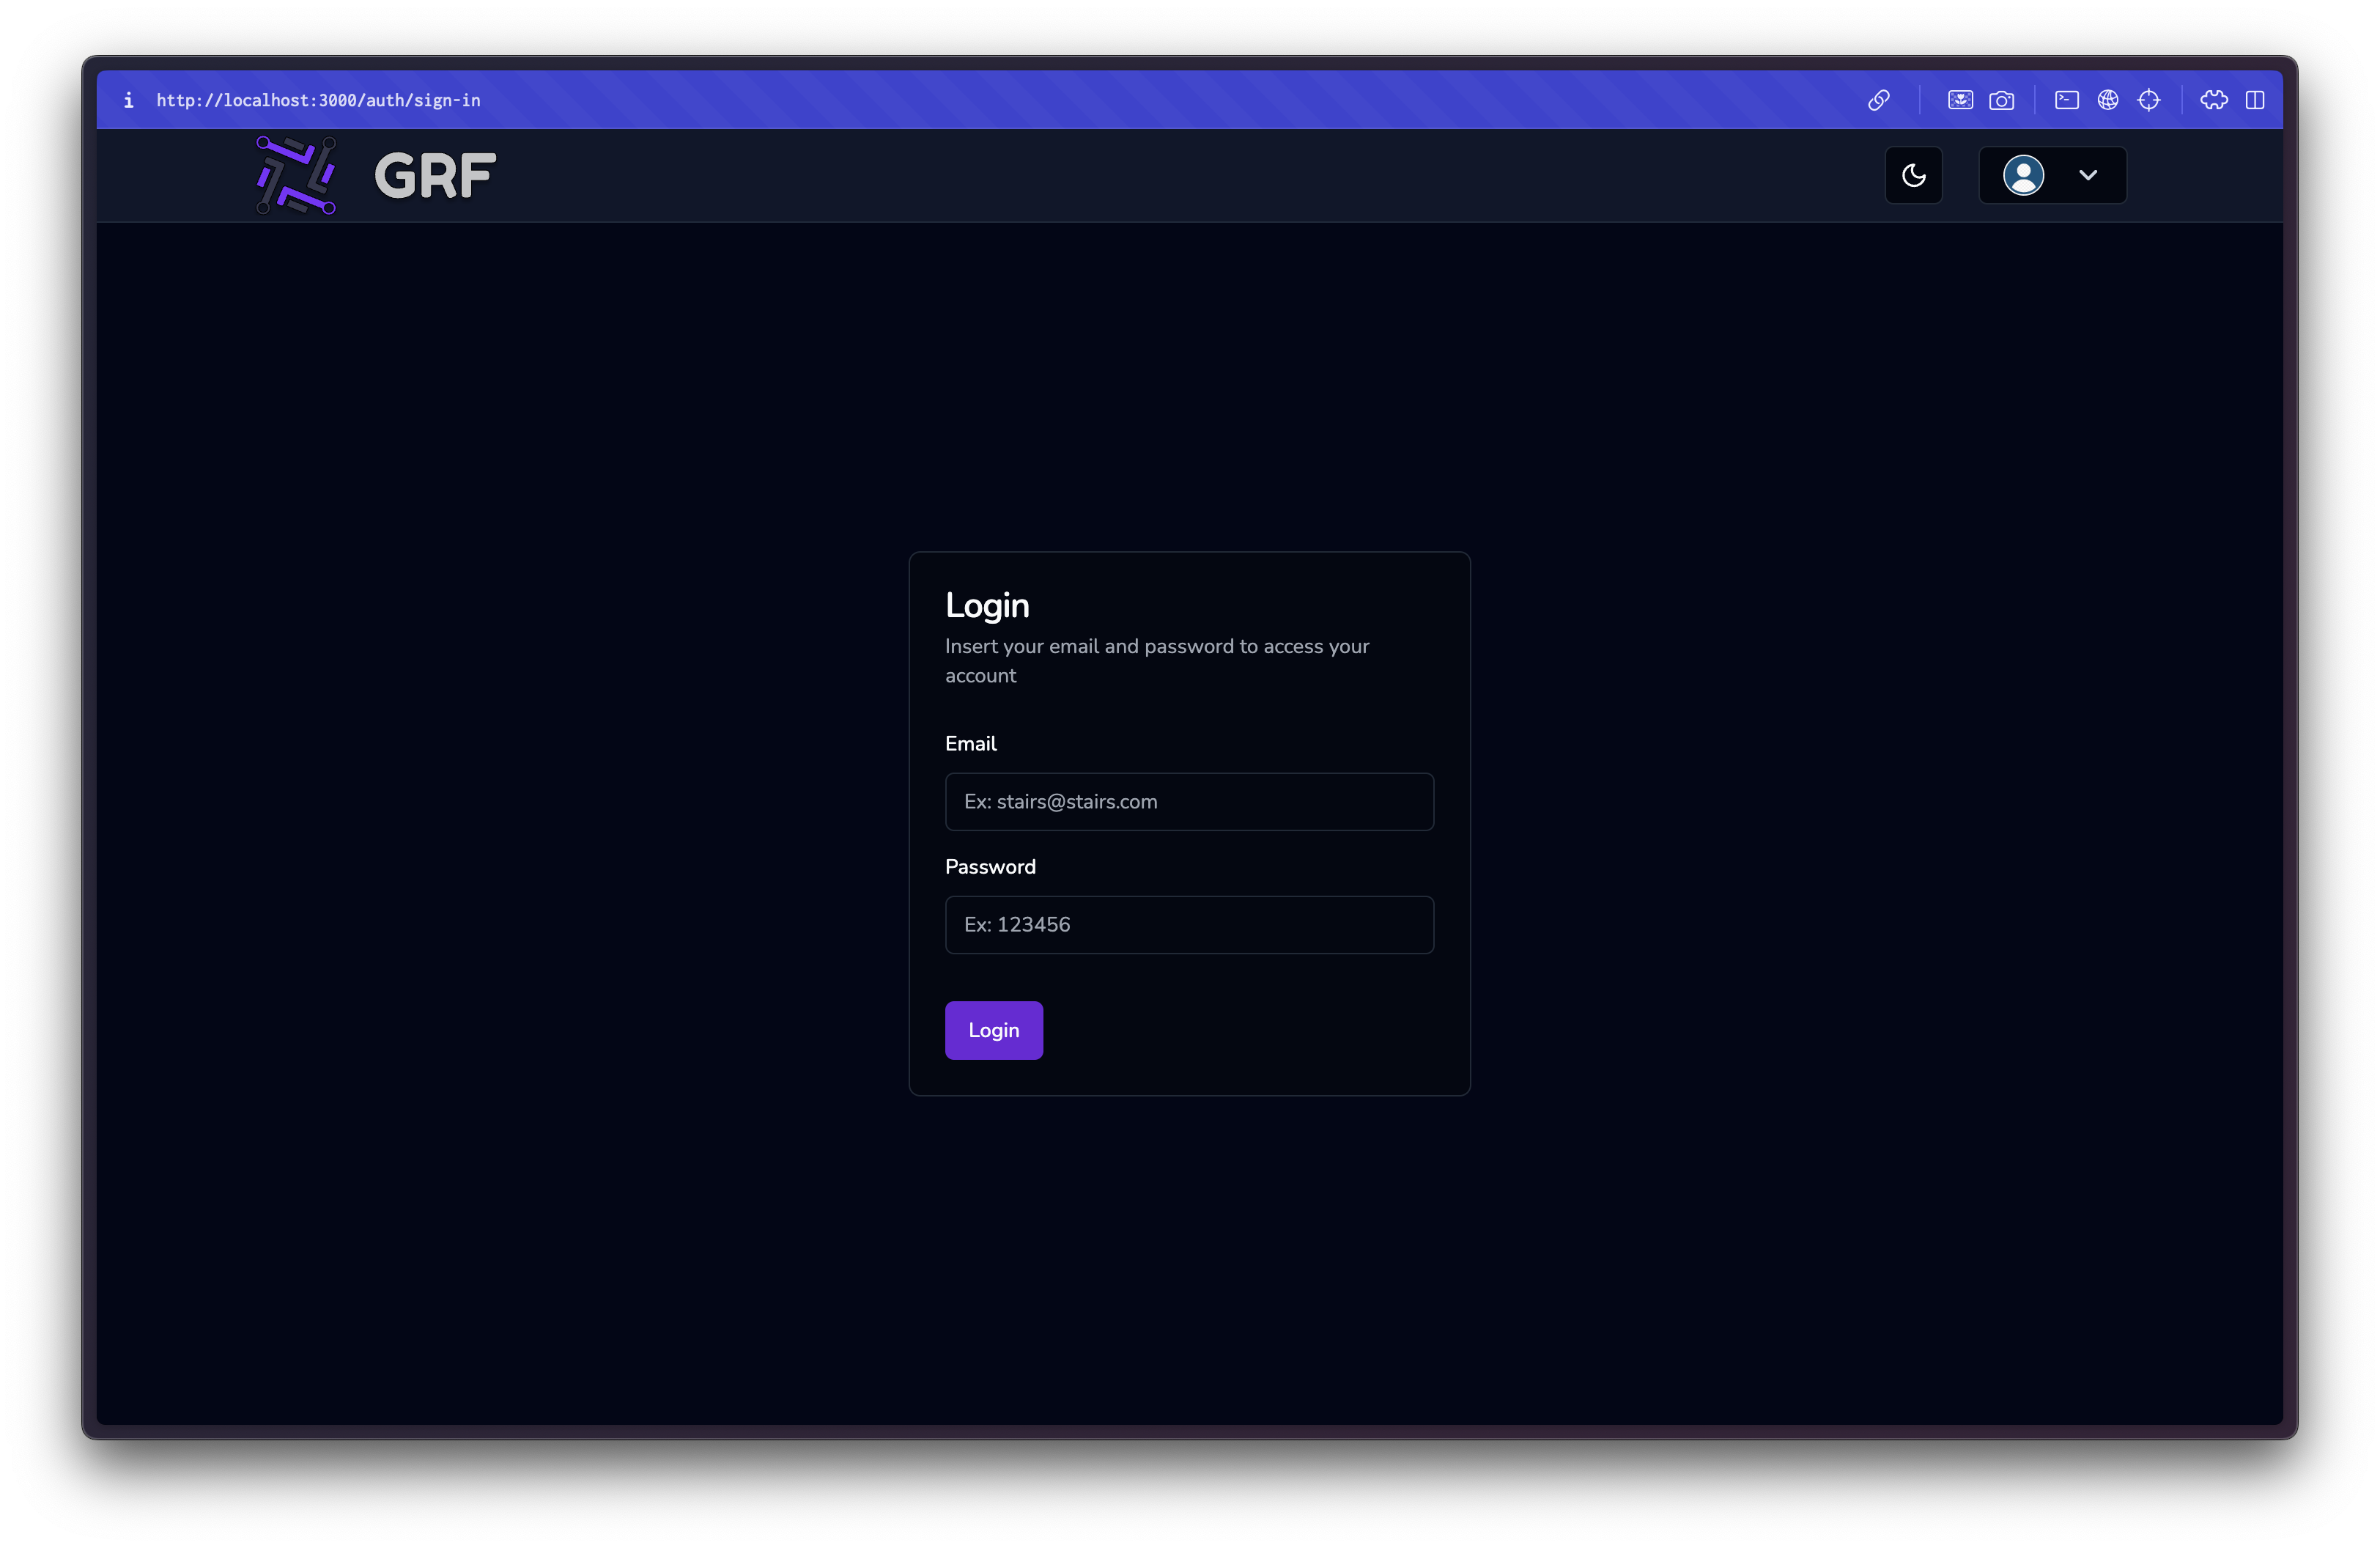 http://localhost:3000/auth/sign-in
GRF
Login
Insert your email and password to access your
account
Email
Ex: stairs@stairs.com
Password
Ex: 123456
Login